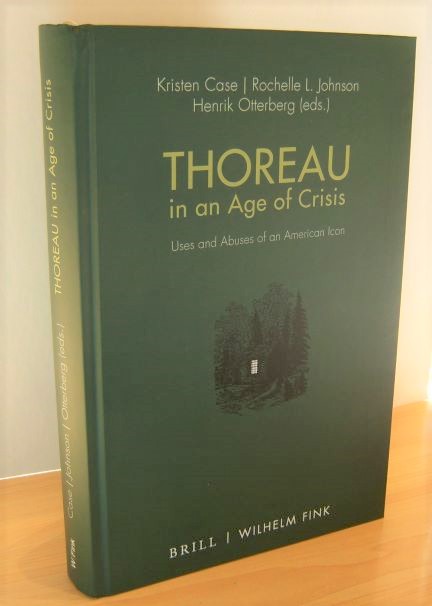 Kristen Case | Rochelle L. Johnson
Henrik Otterberg (eds.)
THOREAU
in an Age of Crisis
Uses and Abuses of an American Icon
BRILL | WILHELM FINK
THOREAU in an Age of Crisis
Case | Johnson | Otterberg (eds.)
W. FINK